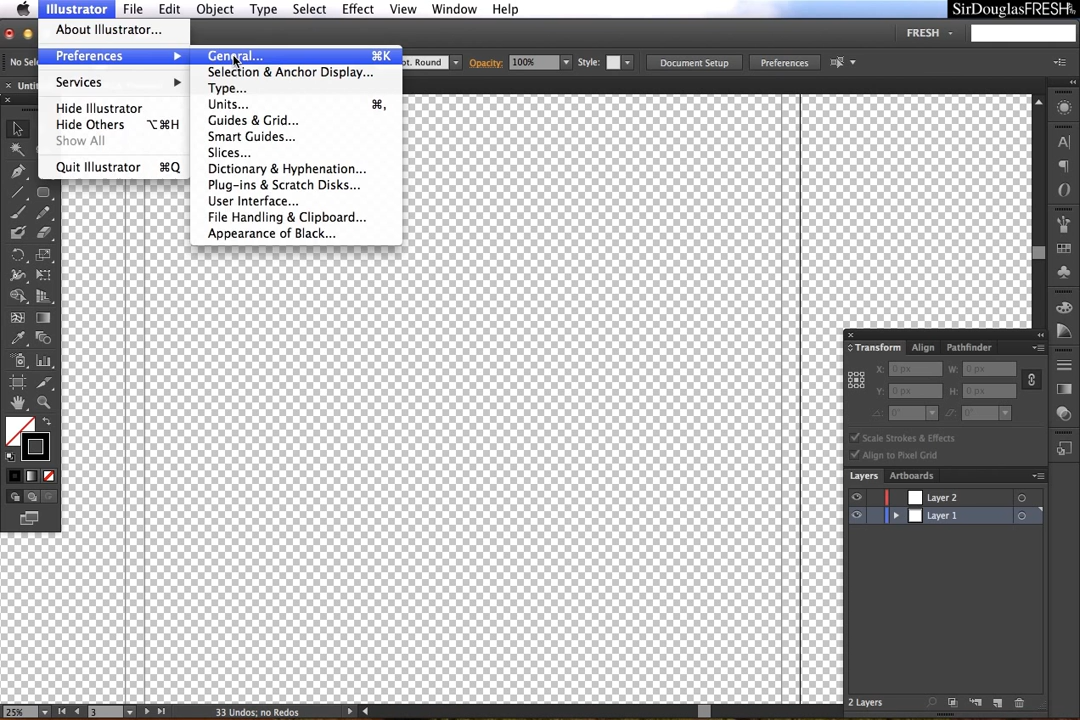 Illustrator File Edit Object Type Select Effect View Window Help
SirDouglasFRESH
About Illustrator...
FRESH
Preferences
General... ⌘K
No Sele
pt. Round
Opacity: 100%
Style:
Document Setup
Preferences
Selection & Anchor Display...
Services
Type...
Untit
Units... ⌘,
Hide Illustrator
Guides & Grid...
Hide Others ⌥⌘H
Smart Guides...
Show All
Slices...
Quit Illustrator ⌘Q
Dictionary & Hyphenation...
Plug-ins & Scratch Disks...
User Interface...
File Handling & Clipboard...
Appearance of Black...
Transform Align Pathfinder
X: 0 px W: 0 px
Y: 0 px H: 0 px
0° 0°
Scale Strokes & Effects
Align to Pixel Grid
Layers Artboards
Layer 2
Layer 1
2 Layers
25% 3 33 Undos; no Redos